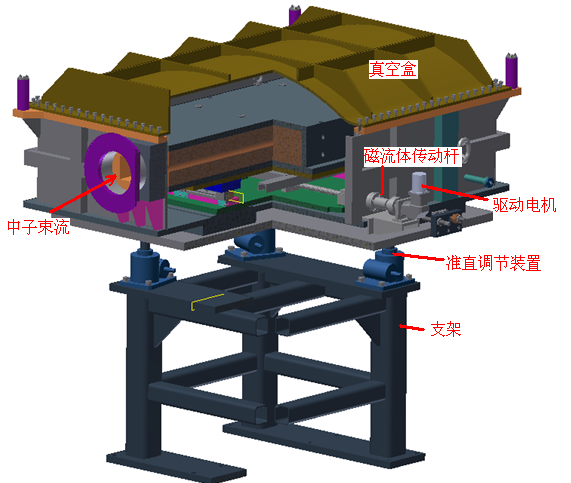 真空盒
磁流体传动杆
驱动电机
中子束流
准直调节装置
支架